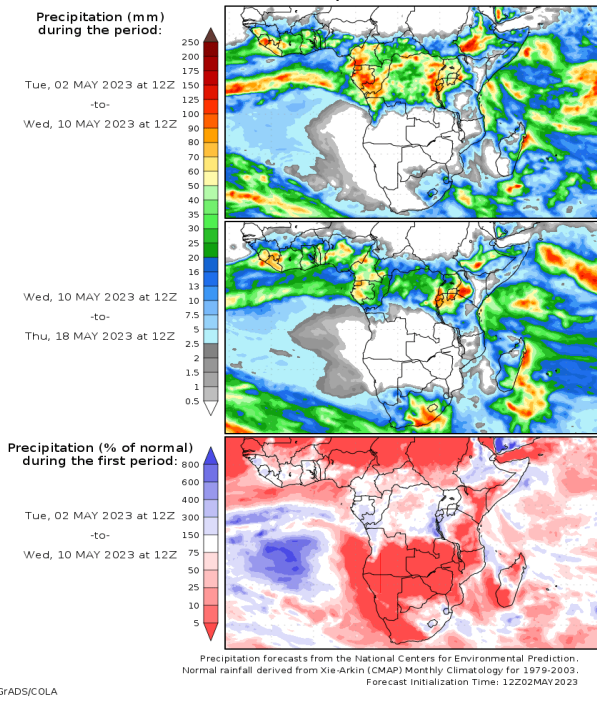 Precipitation (mm)
during the period:
250
200
175
150
125
100
90
80
70
60
50
40
35
30
25
20
16
13
10
7.5
5
2.5
2
1.5
1
0.5
Tue, 02 MAY 2023 at 12Z
-to-
Wed, 10 MAY 2023 at 12Z
Wed, 10 MAY 2023 at 12Z
-to-
Thu, 18 MAY 2023 at 12Z
Precipitation (% of normal)
during the first period:
800
600
400
300
150
75
50
25
10
5
Tue, 02 MAY 2023 at 12Z
-to-
Wed, 10 MAY 2023 at 12Z
Precipitation forecasts from the National Centers for Environmental Prediction.
Normal rainfall derived from Xie-Arkin (CMAP) Monthly Climatology for 1979-2003.
Forecast Initialization Time: 12Z02MAY2023
GrADS/COLA